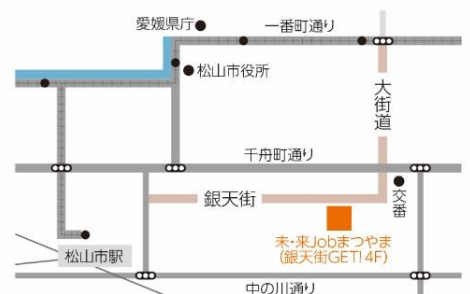 愛媛県庁
一番町通り
松山市役所
大街道
千舟町通り
銀天街
交番
未・来Jobまつやま
(銀天街GET!4F)
松山市駅
中の川通り